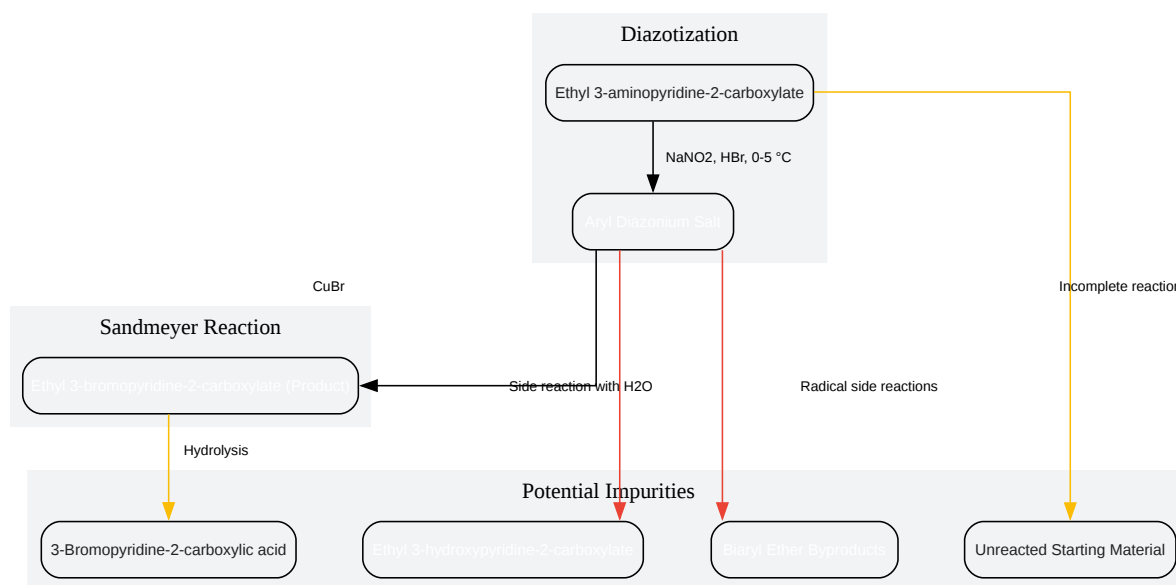 Diazotization
Ethyl 3-aminopyridine-2-carboxylate
NaNO2, HBr, 0-5 °C
Aryl Diazonium Salt
CuBr
Incomplete reaction
Sandmeyer Reaction
Ethyl 3-bromopyridine-2-carboxylate (Product)
Side reaction with H2O
Radical side reactions
Hydrolysis
Potential Impurities
3-Bromopyridine-2-carboxylic acid
Ethyl 3-hydroxypyridine-2-carboxylate
Biaryl Ether Byproducts
Unreacted Starting Material